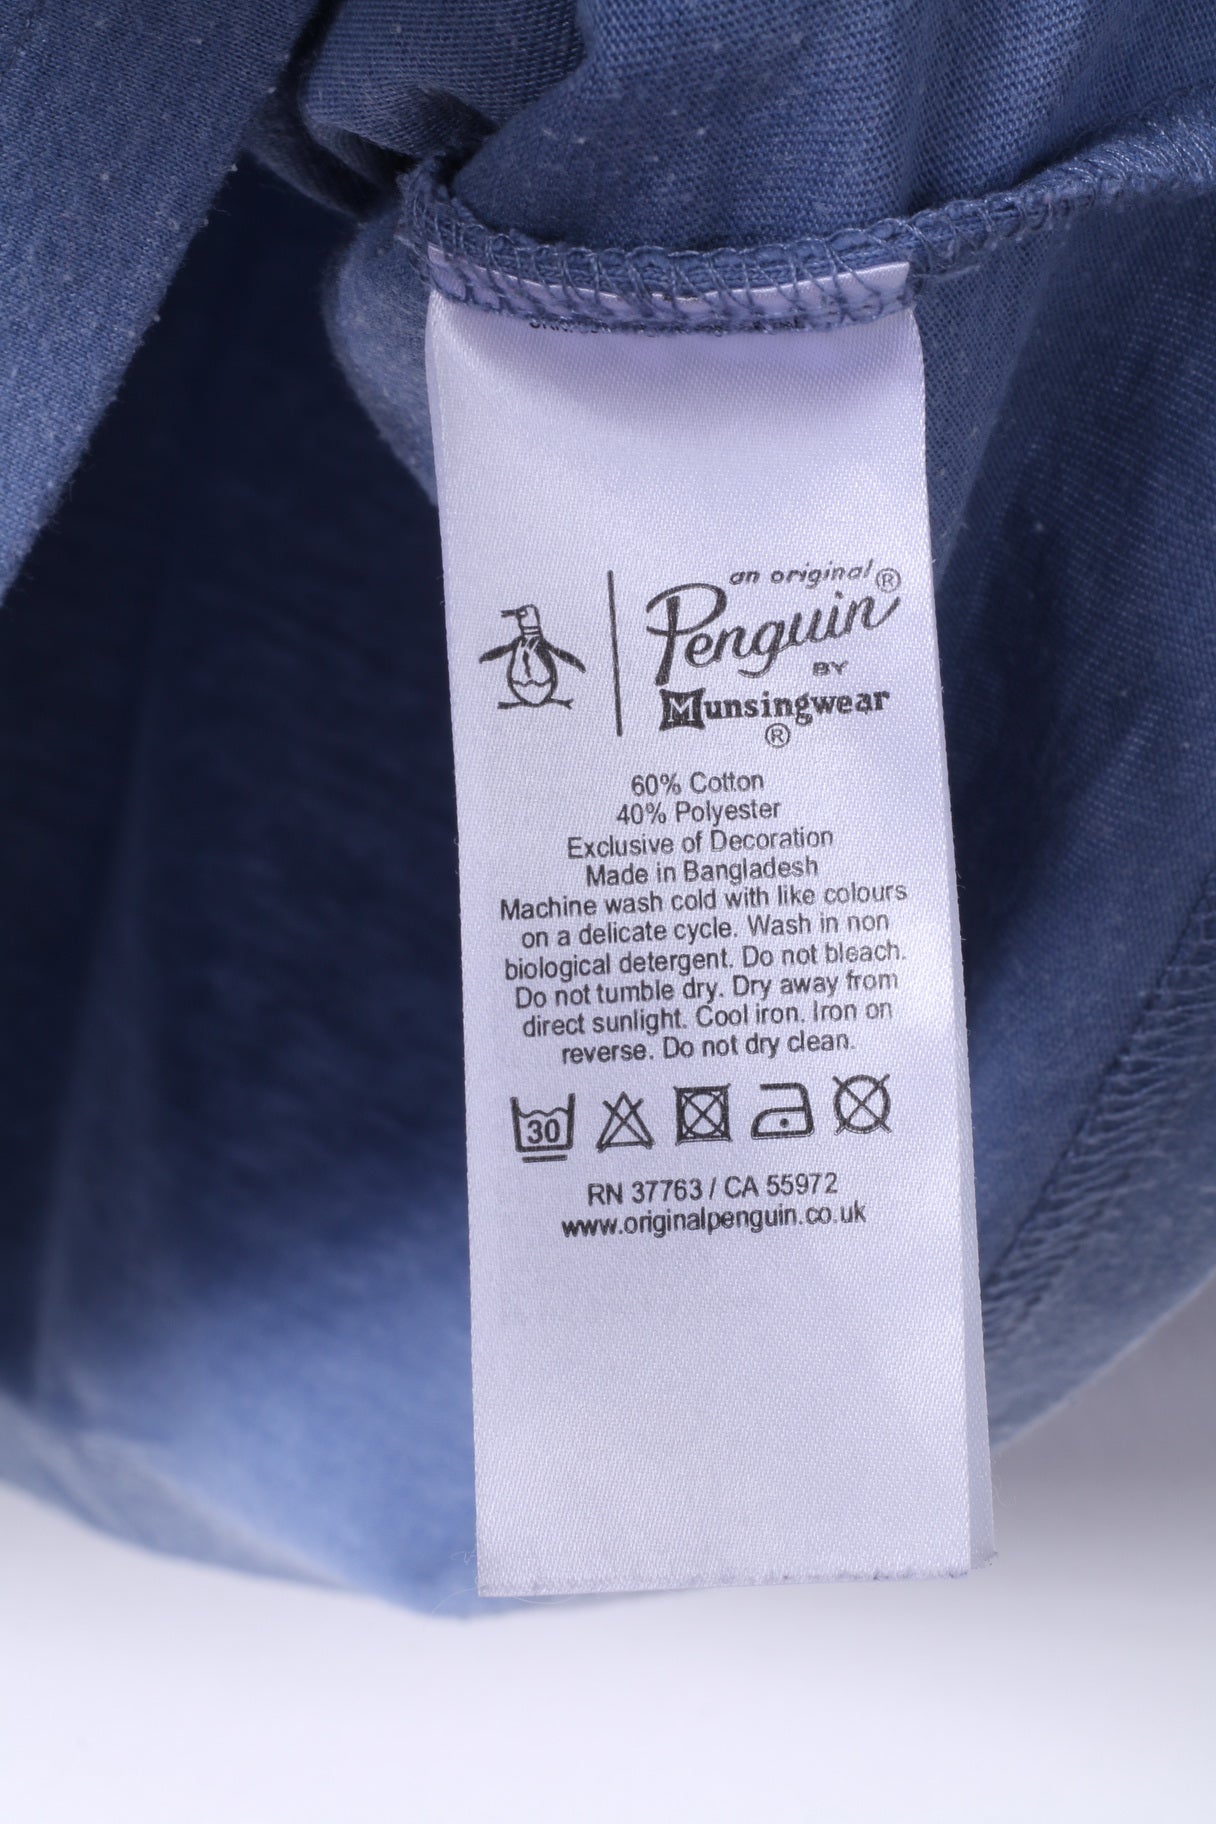 an original ®
Penguin
BY
Munsingwear
®
60% Cotton
40% Polyester
Exclusive of Decoration
Made in Bangladesh
Machine wash cold with like colours
on a delicate cycle. Wash in non
biological detergent. Do not bleach.
Do not tumble dry. Dry away from
direct sunlight. Cool iron. Iron on
reverse. Do not dry clean.
30
RN 37763 / CA 55972
www.originalpenguin.co.uk